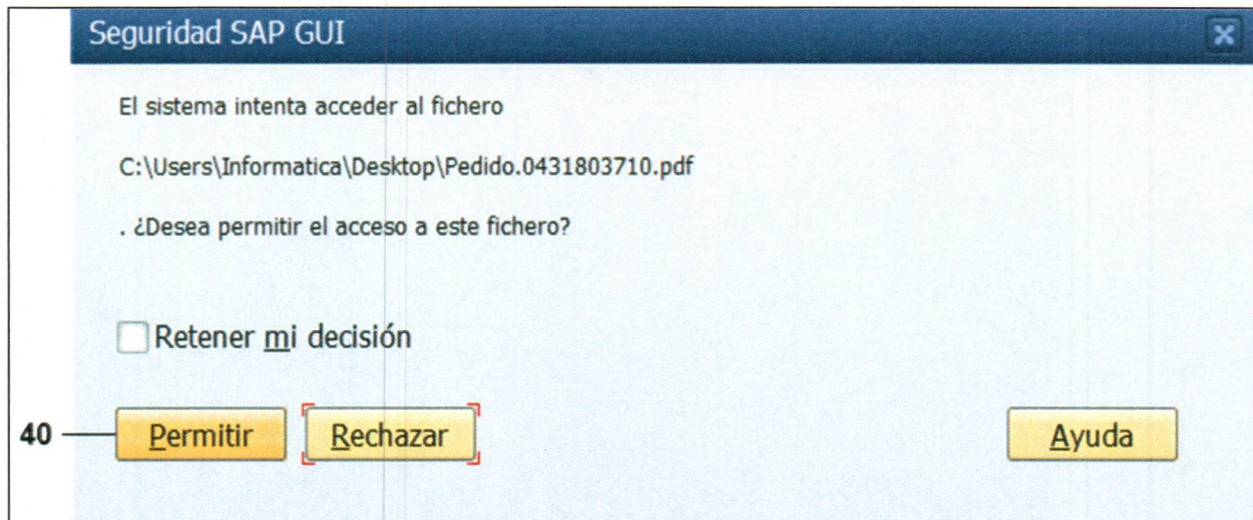 Seguridad SAP GUI
El sistema intenta acceder al fichero
C:\Users\Informatica\Desktop\Pedido.0431803710.pdf
. ¿Desea permitir el acceso a este fichero?
Retener mi decisión
40 Permitir Rechazar Ayuda